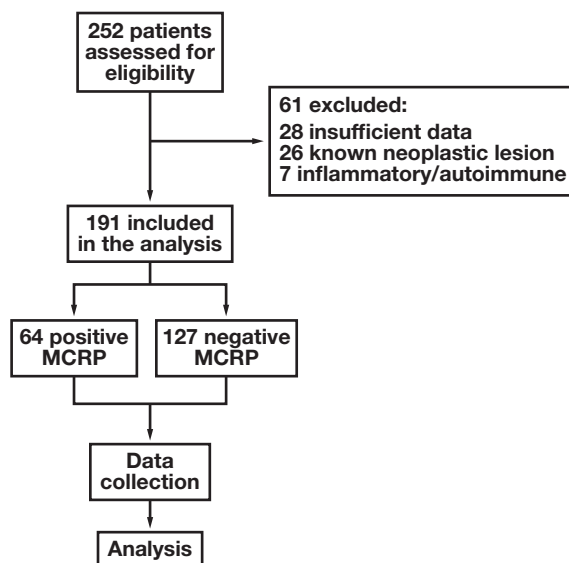 252 patients
assessed for
eligibility
61 excluded:
28 insufficient data
26 known neoplastic lesion
7 inflammatory/autoimmune
191 included
in the analysis
64 positive
MCRP
127 negative
MCRP
Data
collection
Analysis